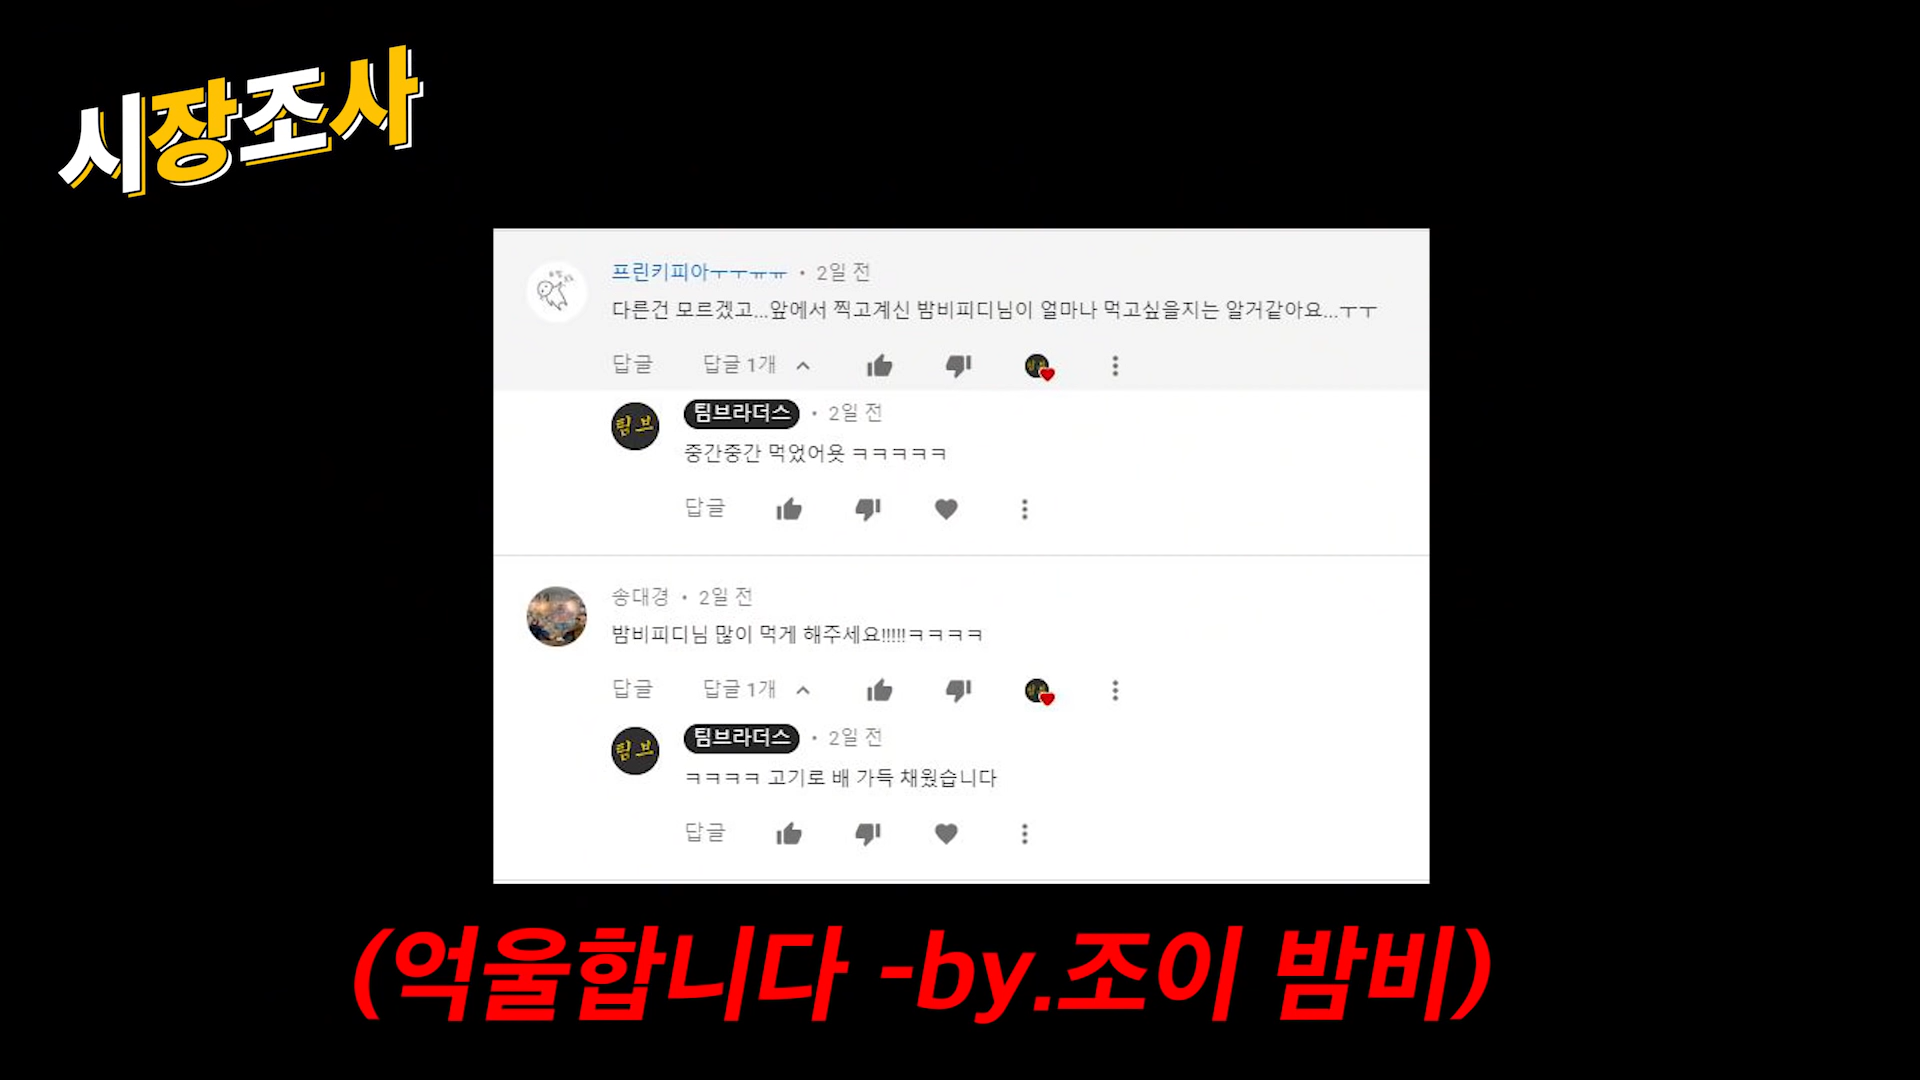 시장조사
프린키피아ㅜㅜㅠㅠ • 2일 전
다른건 모르겠고...앞에서 찍고계신 밤비피디님이 얼마나 먹고싶을지는 알거같아요...ㅜㅜ
답글 답글 1개
팀브
팀브라더스 • 2일 전
중간중간 먹었어욧 ㅋㅋㅋㅋㅋ
답글
송대경 • 2일 전
밤비피디님 많이 먹게 해주세요!!!!!ㅋㅋㅋㅋ
답글 답글 1개
팀브
팀브라더스 • 2일 전
ㅋㅋㅋㅋ 고기로 배 가득 채웠습니다
답글
(억울합니다 -by.조이 밤비)